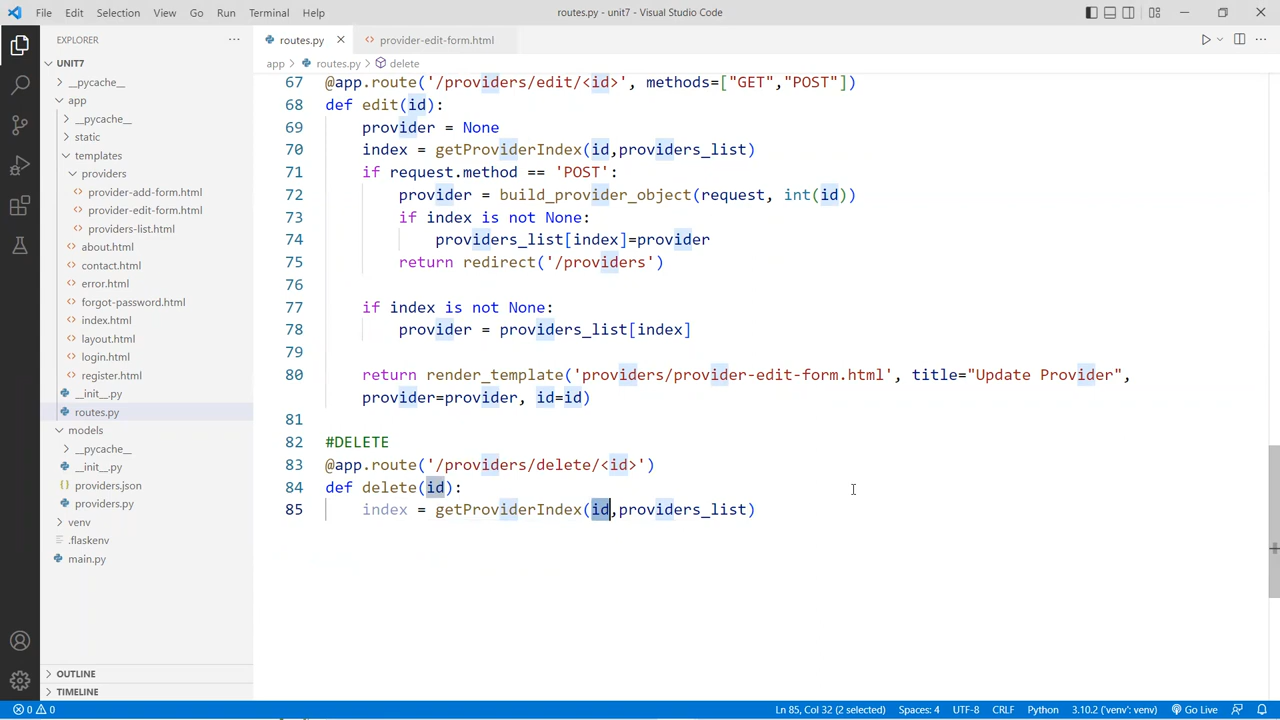 File Edit Selection View Go Run Terminal Help
routes.py - unit7 - Visual Studio Code
EXPLORER
UNIT7
__pycache__
app
__pycache__
static
templates
providers
provider-add-form.html
provider-edit-form.html
providers-list.html
about.html
contact.html
error.html
forgot-password.html
index.html
layout.html
login.html
register.html
__init__.py
routes.py
models
__pycache__
__init__.py
providers.json
providers.py
venv
.flaskenv
main.py
OUTLINE
TIMELINE
routes.py provider-edit-form.html
app > routes.py > delete
67 @app.route('/providers/edit/<id>', methods=["GET","POST"])
68 def edit(id):
69 provider = None
70 index = getProviderIndex(id,providers_list)
71 if request.method == 'POST':
72 provider = build_provider_object(request, int(id))
73 if index is not None:
74 providers_list[index]=provider
75 return redirect('/providers')
76
77 if index is not None:
78 provider = providers_list[index]
79
80 return render_template('providers/provider-edit-form.html', title="Update Provider",
provider=provider, id=id)
81
82 #DELETE
83 @app.route('/providers/delete/<id>')
84 def delete(id):
85 index = getProviderIndex(id,providers_list)
0 0 Ln 85, Col 32 (2 selected) Spaces: 4 UTF-8 CRLF Python 3.10.2 ('venv': venv) Go Live